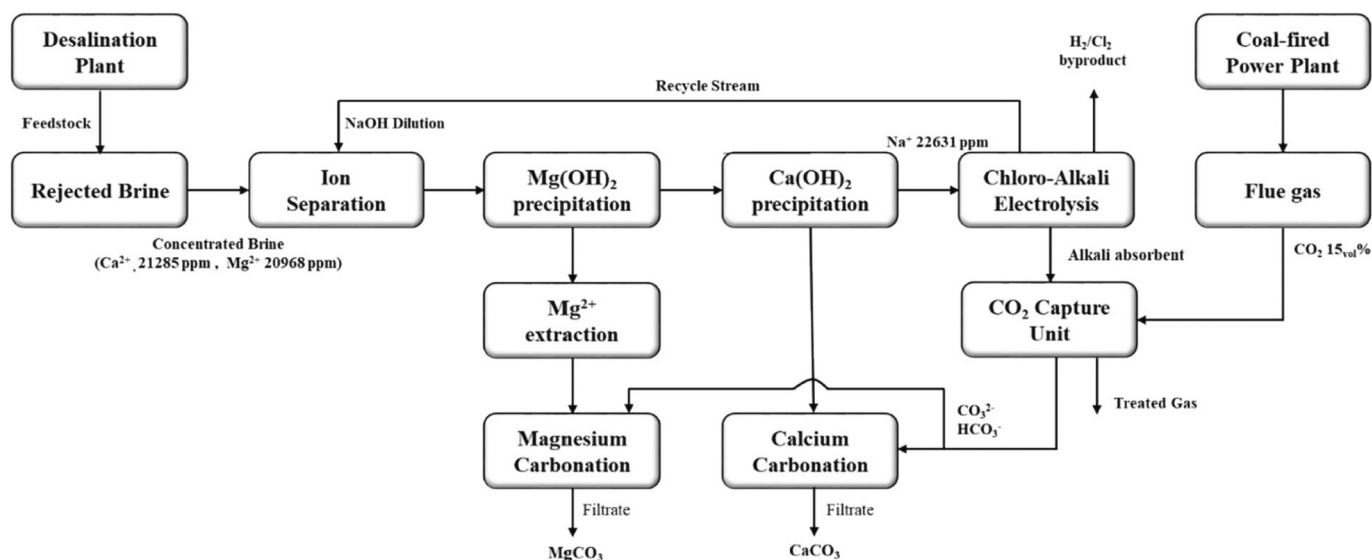 Desalination
Plant
H₂/Cl₂
byproduct
Coal-fired
Power Plant
Recycle Stream
Feedstock
NaOH Dilution
Na⁺ 22631 ppm
Rejected Brine
Ion
Separation
Mg(OH)₂
precipitation
Ca(OH)₂
precipitation
Chloro-Alkali
Electrolysis
Flue gas
Concentrated Brine
(Ca²⁺, 21285 ppm , Mg²⁺ 20968 ppm)
Alkali absorbent
CO₂ 15vol%
Mg²⁺
extraction
CO₂ Capture
Unit
Magnesium
Carbonation
Calcium
Carbonation
CO₃²⁻
HCO₃⁻
Treated Gas
Filtrate
Filtrate
MgCO₃
CaCO₃